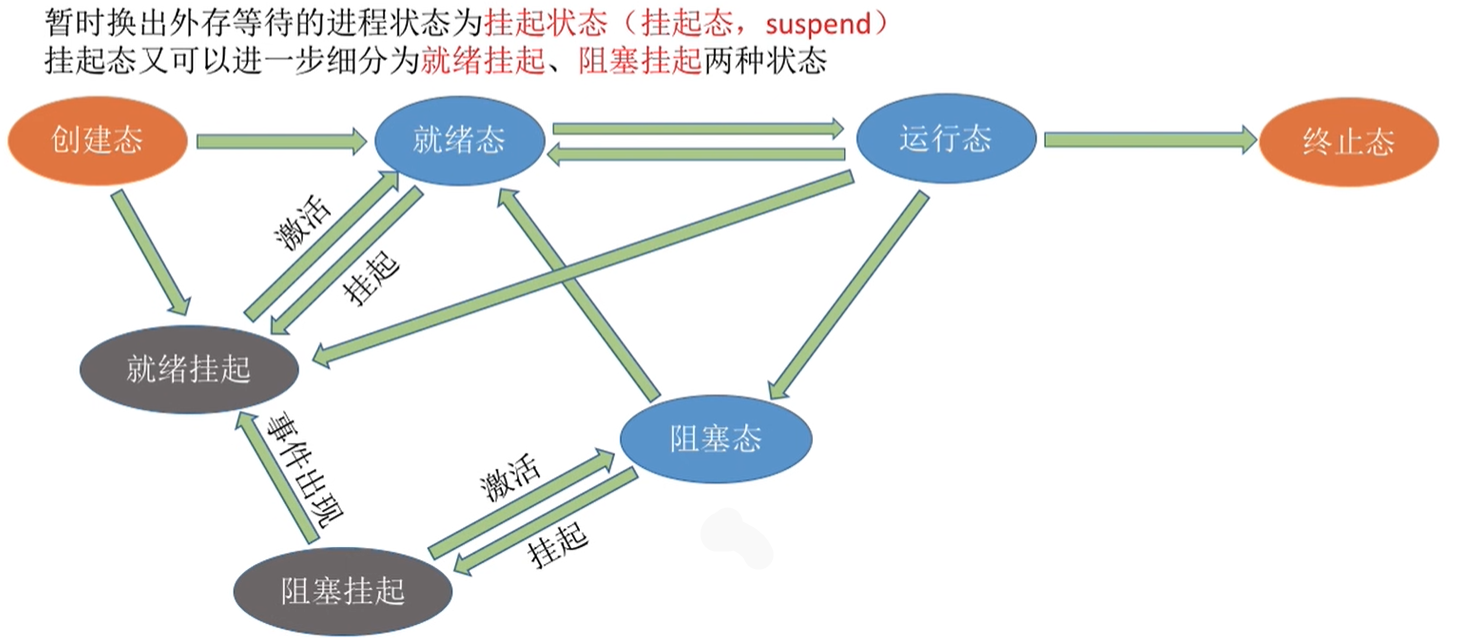 暂时换出外存等待的进程状态为挂起状态（挂起态，suspend）
挂起态又可以进一步细分为就绪挂起、阻塞挂起两种状态
创建态
就绪态
运行态
终止态
激活
挂起
就绪挂起
事件出现
阻塞态
激活
挂起
阻塞挂起